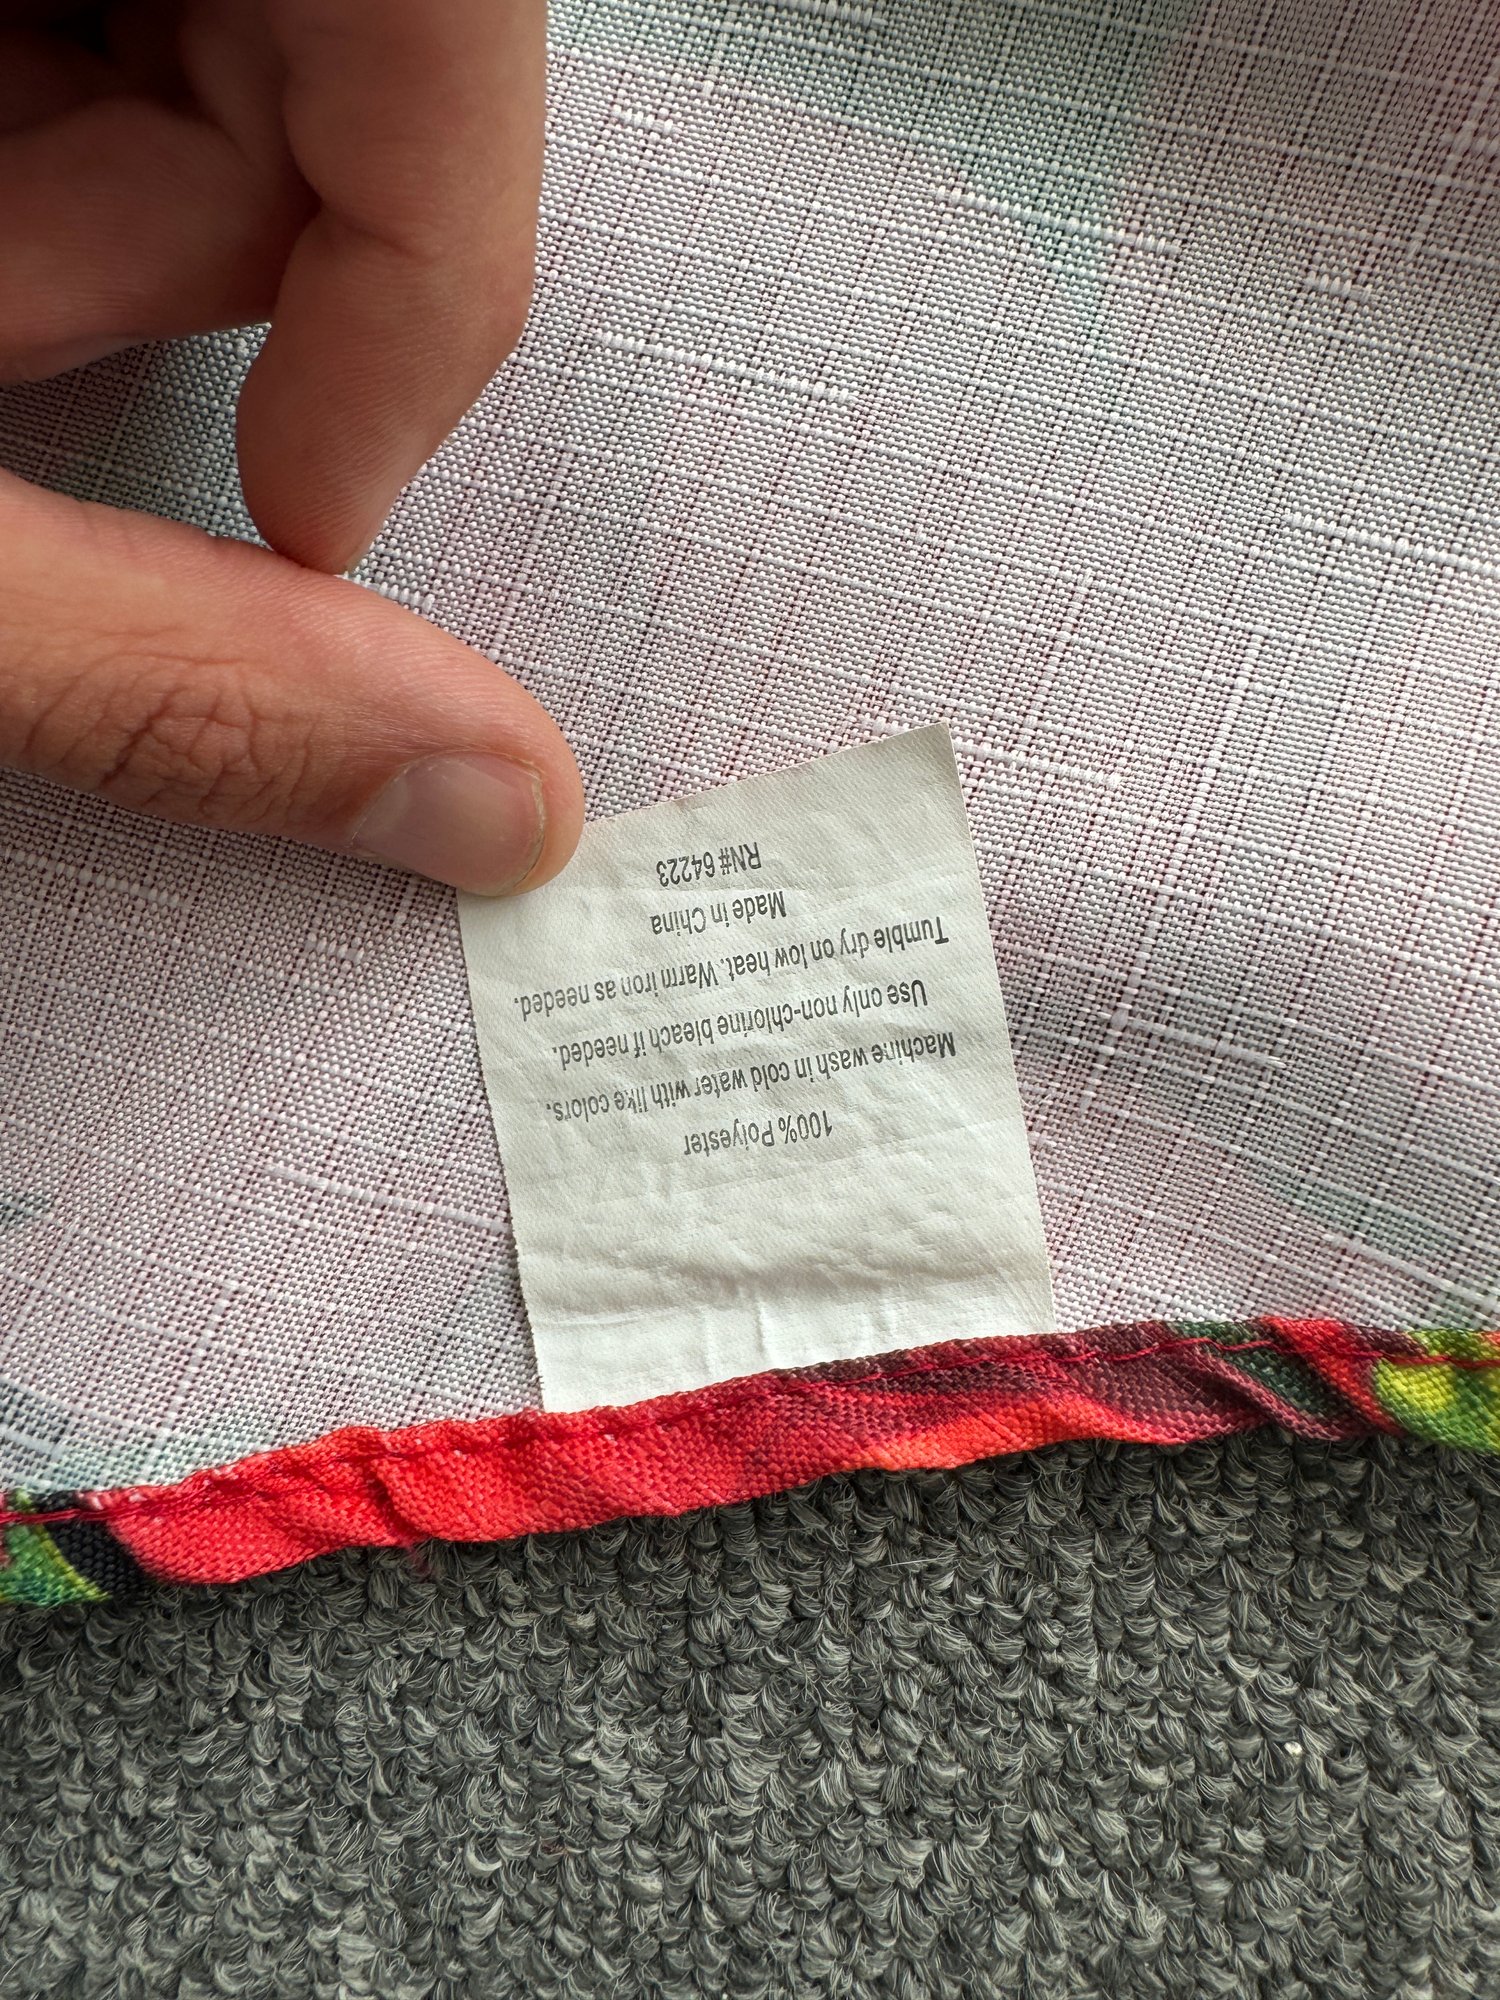 100% Polyester
Machine wash in cold water with like colors.
Use only non-chlorine bleach if needed.
Tumble dry on low heat. Warm iron as needed.
Made in China
RN# 64223